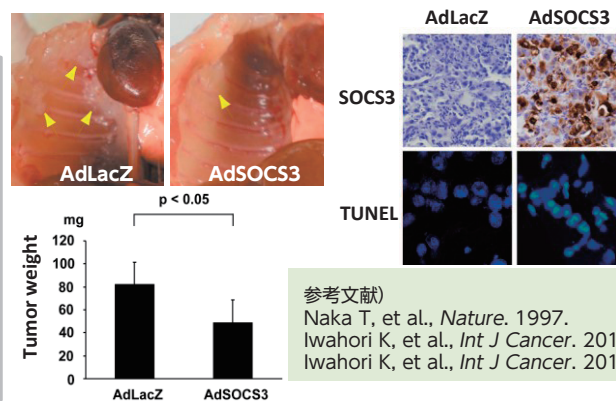 AdLacZ AdSOCS3
SOCS3
TUNEL
AdLacZ AdSOCS3
p < 0.05
mg
Tumor weight
120
100
80
60
40
20
0
AdLacZ AdSOCS3
参考文献)
Naka T, et al., Nature. 1997.
Iwahori K, et al., Int J Cancer. 201
Iwahori K, et al., Int J Cancer. 201